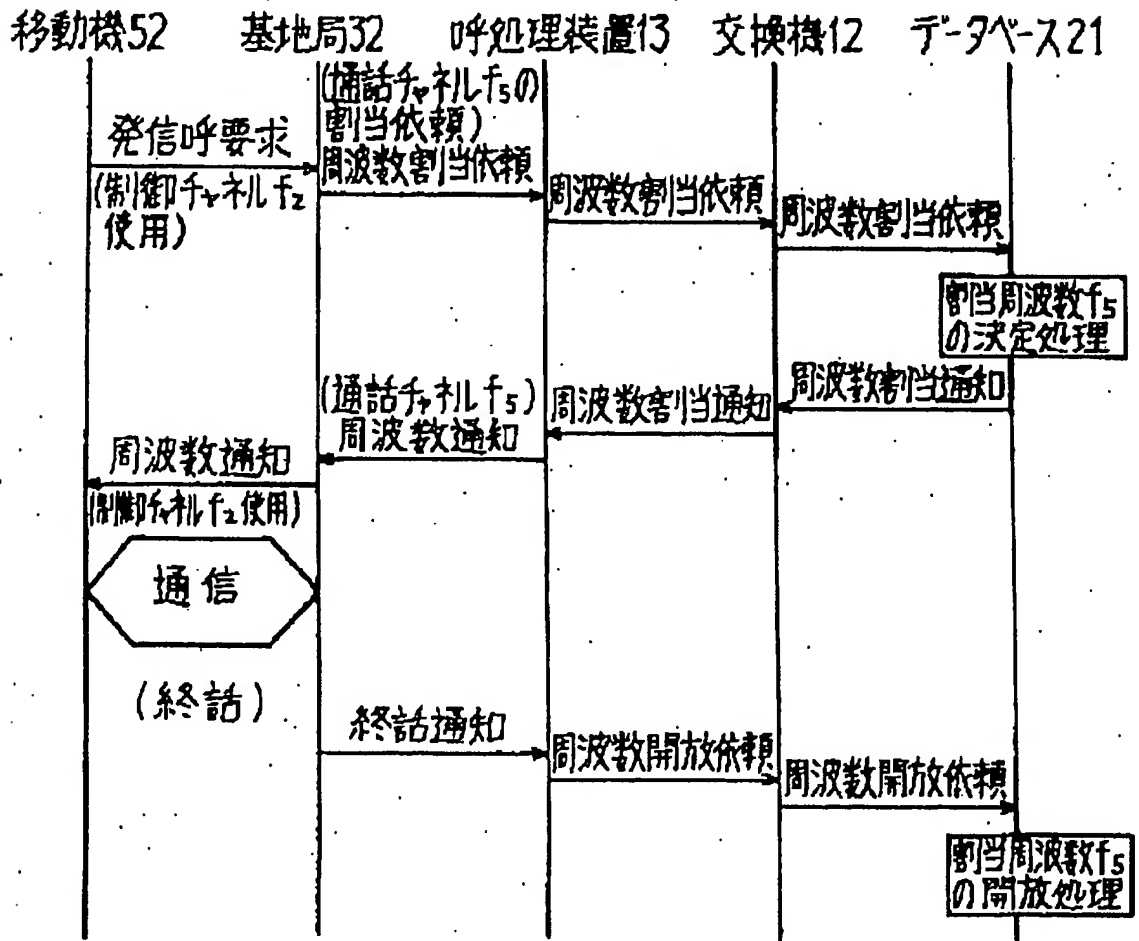 移動機52 基地局32 呼処理装置13 交換機12 データベース21
(通話チャネルf5の
割当依頼)
発信呼要求
周波数割当依頼
(制御チャネルf2
使用)
周波数割当依頼
周波数割当依頼
割当周波数f5
の決定処理
周波数割当通知
(通話チャネルf5)
周波数割当通知
周波数通知
周波数通知
(制御チャネルf2使用)
通信
(終話)
終話通知
周波数開放依頼
周波数開放依頼
割当周波数f5
の開放処理